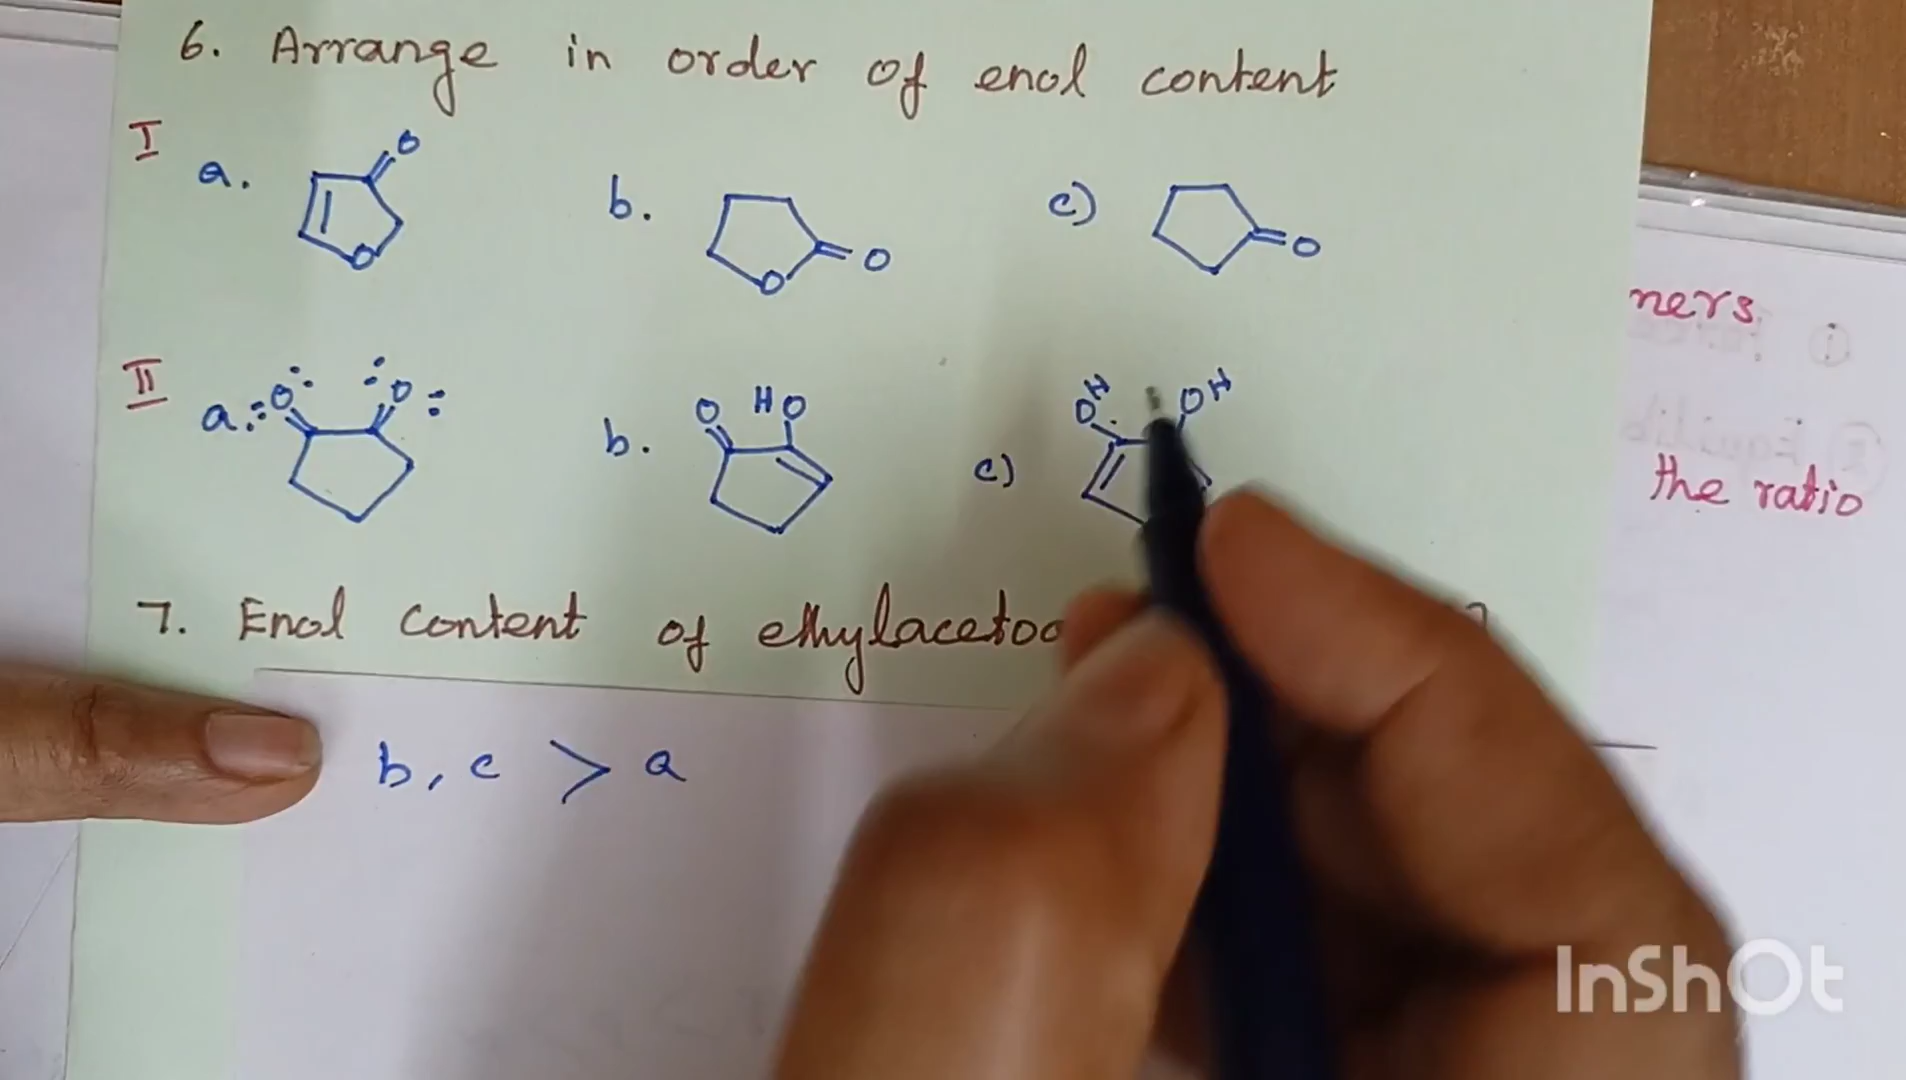 6. Arrange in order of enol content
I
a. O O
b. O O
c) O
ners
II
a. O O
b. O HO
c) OH OH
the ratio
7. Enol content of
b, c > a
InShOt